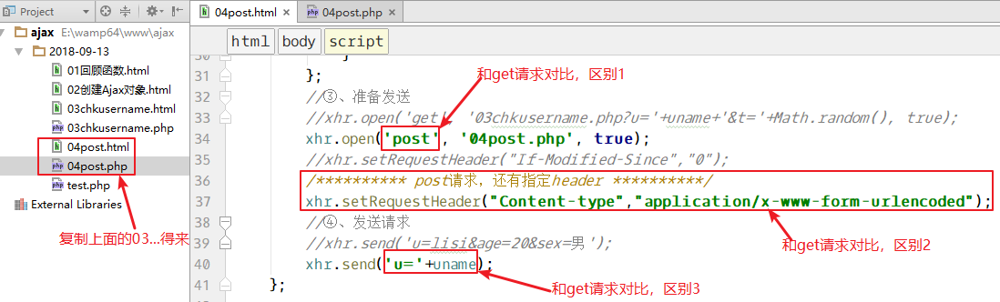 Project
04post.html
04post.php
ajax E:\wamp64\www\ajax
2018-09-13
01回顾函数.html
02创建Ajax对象.html
03chkusername.html
03chkusername.php
04post.html
04post.php
test.php
External Libraries
复制上面的03...得来
html body script
30 }
31 };
32 //③、准备发送
33 //xhr.open('get', '03chkusername.php?u='+uname+'&t='+Math.random(), true);
34 xhr.open('post', '04post.php', true);
35 //xhr.setRequestHeader("If-Modified-Since","0");
36 /********** post请求，还有指定header **********/
37 xhr.setRequestHeader("Content-type","application/x-www-form-urlencoded");
38 //④、发送请求
39 //xhr.send('u=lisi&age=20&sex=男');
40 xhr.send('u='+uname);
41 };
和get请求对比，区别1
和get请求对比，区别2
和get请求对比，区别3